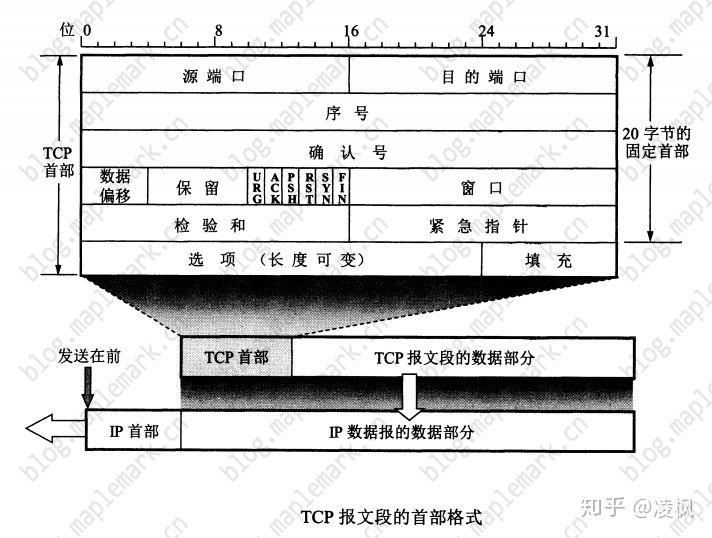 位 0 8 16 24 31
源端口 目的端口
序号
TCP
首部
20 字节的
固定首部
确认号
数据
偏移
保留
URG
ACK
PSH
RST
SYN
FIN
窗口
检验和 紧急指针
选项 (长度可变) 填充
发送在前
TCP 首部 TCP 报文段的数据部分
IP 首部 IP 数据报的数据部分
TCP 报文段的首部格式
知乎 @凌枫
blog.maplemark.cn